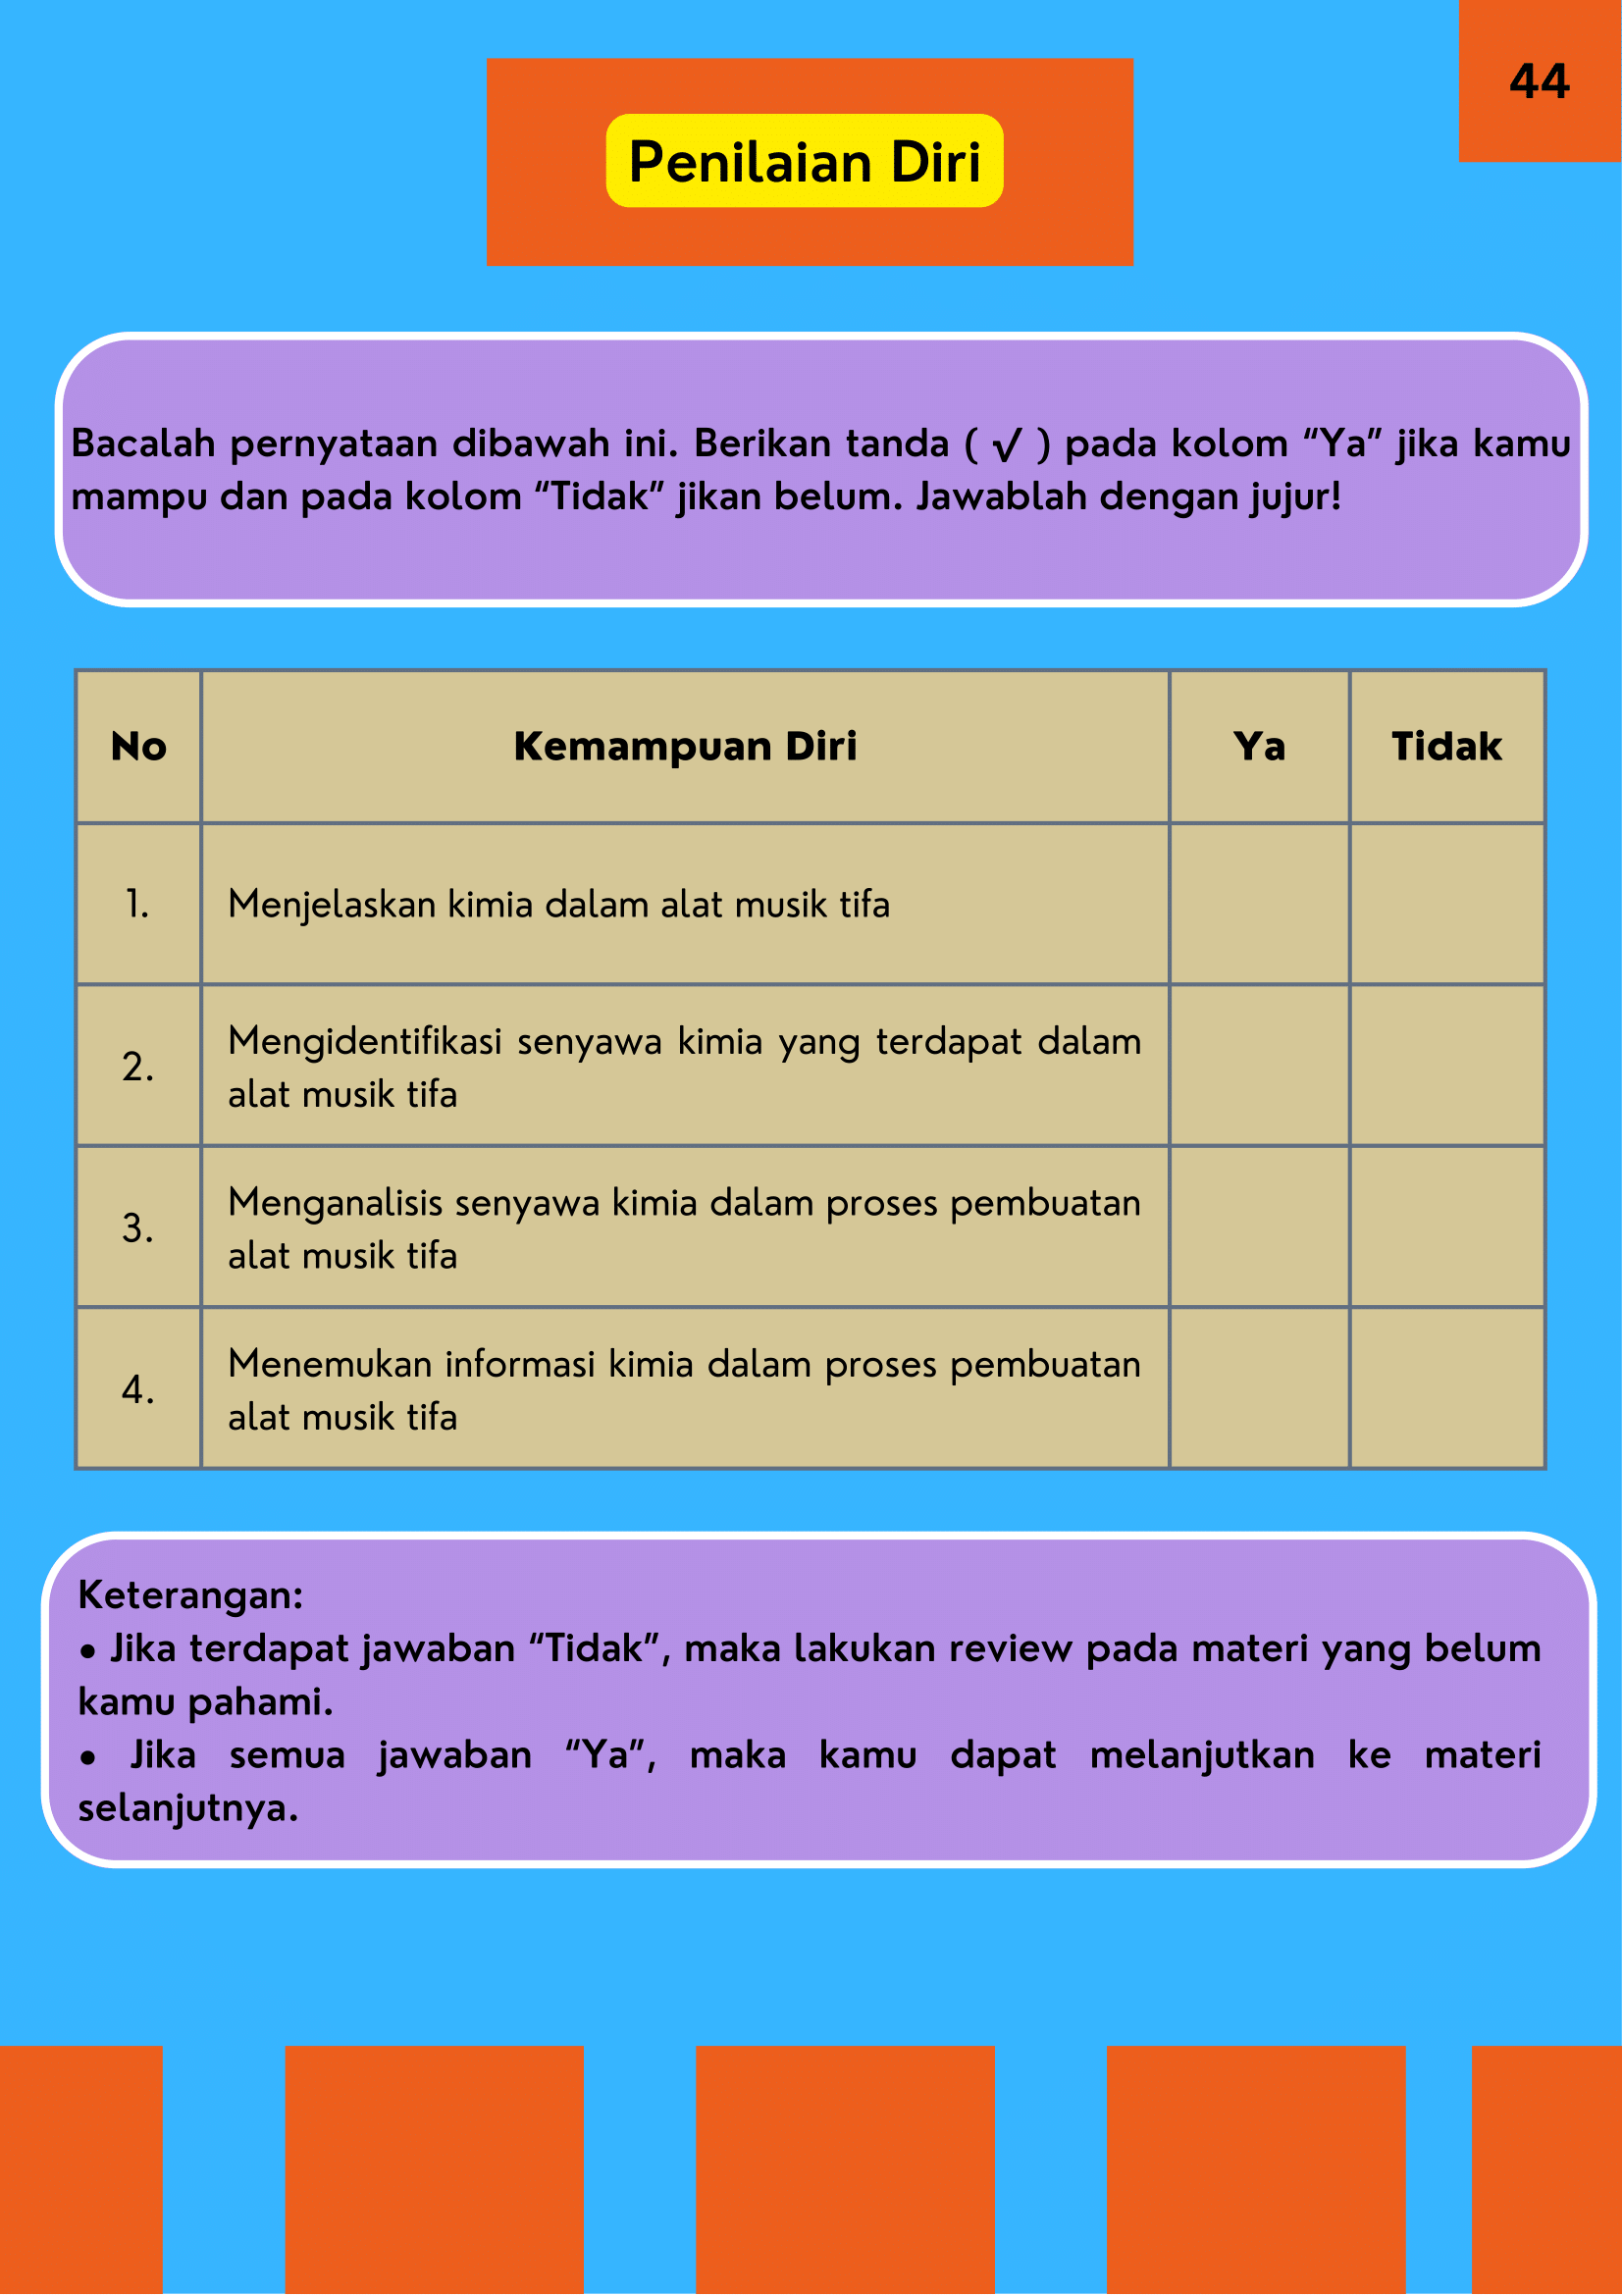 44
Penilaian Diri
Bacalah pernyataan dibawah ini. Berikan tanda ( √ ) pada kolom “Ya” jika kamu
mampu dan pada kolom “Tidak” jikan belum. Jawablah dengan jujur!
No Kemampuan Diri Ya Tidak
1. Menjelaskan kimia dalam alat musik tifa
2. Mengidentifikasi senyawa kimia yang terdapat dalam
alat musik tifa
3. Menganalisis senyawa kimia dalam proses pembuatan
alat musik tifa
4. Menemukan informasi kimia dalam proses pembuatan
alat musik tifa
Keterangan:
• Jika terdapat jawaban “Tidak”, maka lakukan review pada materi yang belum
kamu pahami.
• Jika semua jawaban “Ya”, maka kamu dapat melanjutkan ke materi
selanjutnya.